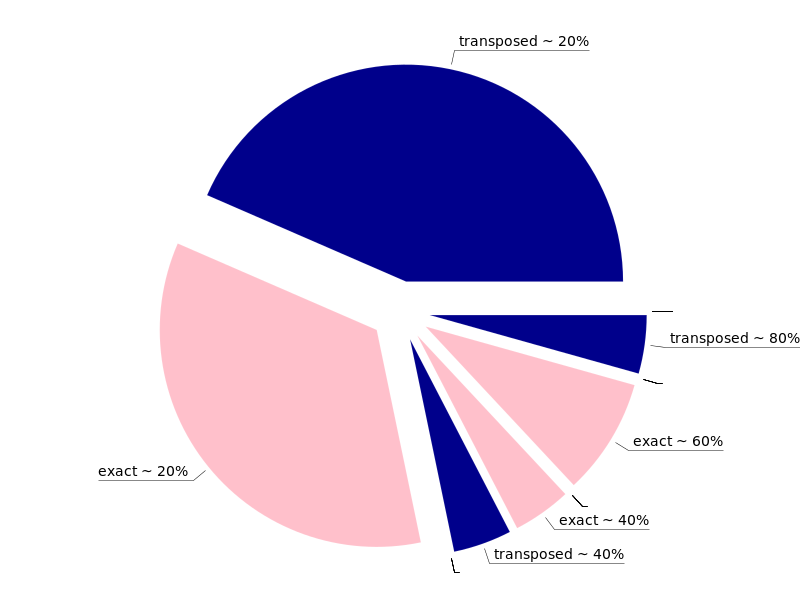 transposed ~ 20%
transposed ~ 80%
exact ~ 60%
exact ~ 20%
exact ~ 40%
transposed ~ 40%